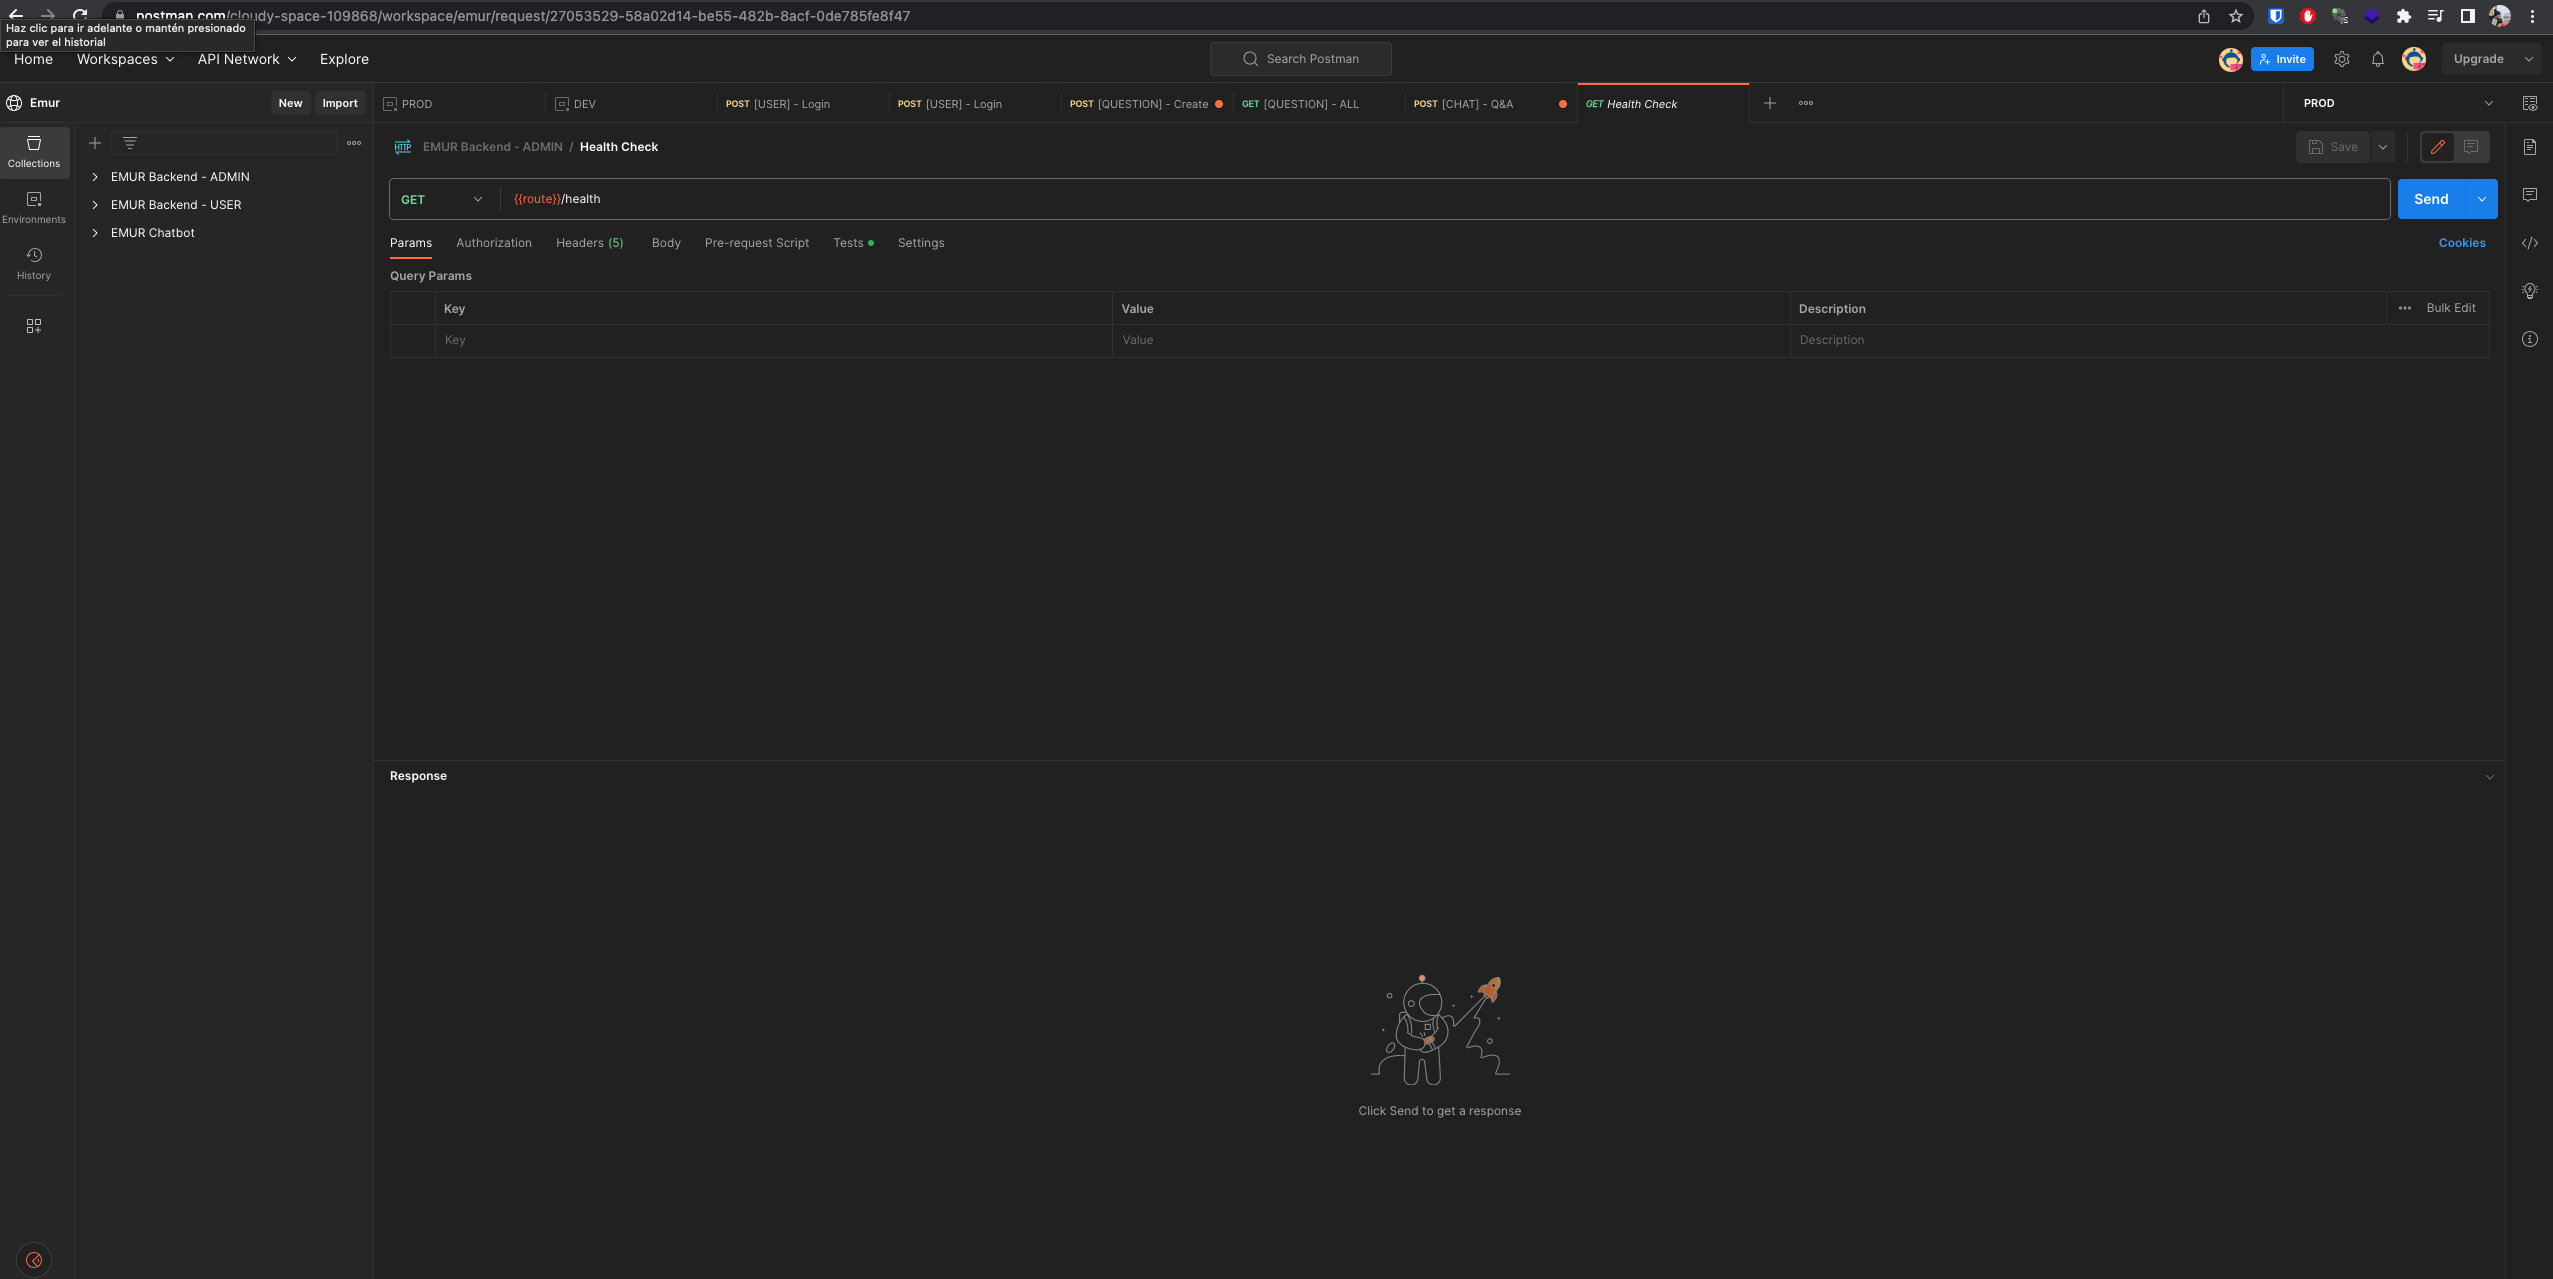 postman.com/cloudy-space-109868/workspace/emur/request/27053529-58a02d14-be55-482b-8acf-0de785fe8f47
Haz clic para ir adelante o mantén presionado
para ver el historial
Home Workspaces API Network Explore Search Postman Invite Upgrade
Emur New Import PROD DEV POST [USER] - Login POST [USER] - Login POST [QUESTION] - Create GET [QUESTION] - ALL POST [CHAT] - Q&A GET Health Check PROD
Collections
Environments
History
EMUR Backend - ADMIN
EMUR Backend - USER
EMUR Chatbot
HTTP EMUR Backend - ADMIN / Health Check Save
GET {{route}}/health Send
Params Authorization Headers (5) Body Pre-request Script Tests Settings Cookies
Query Params
Key Value Description Bulk Edit
Key Value Description
Response
Click Send to get a response